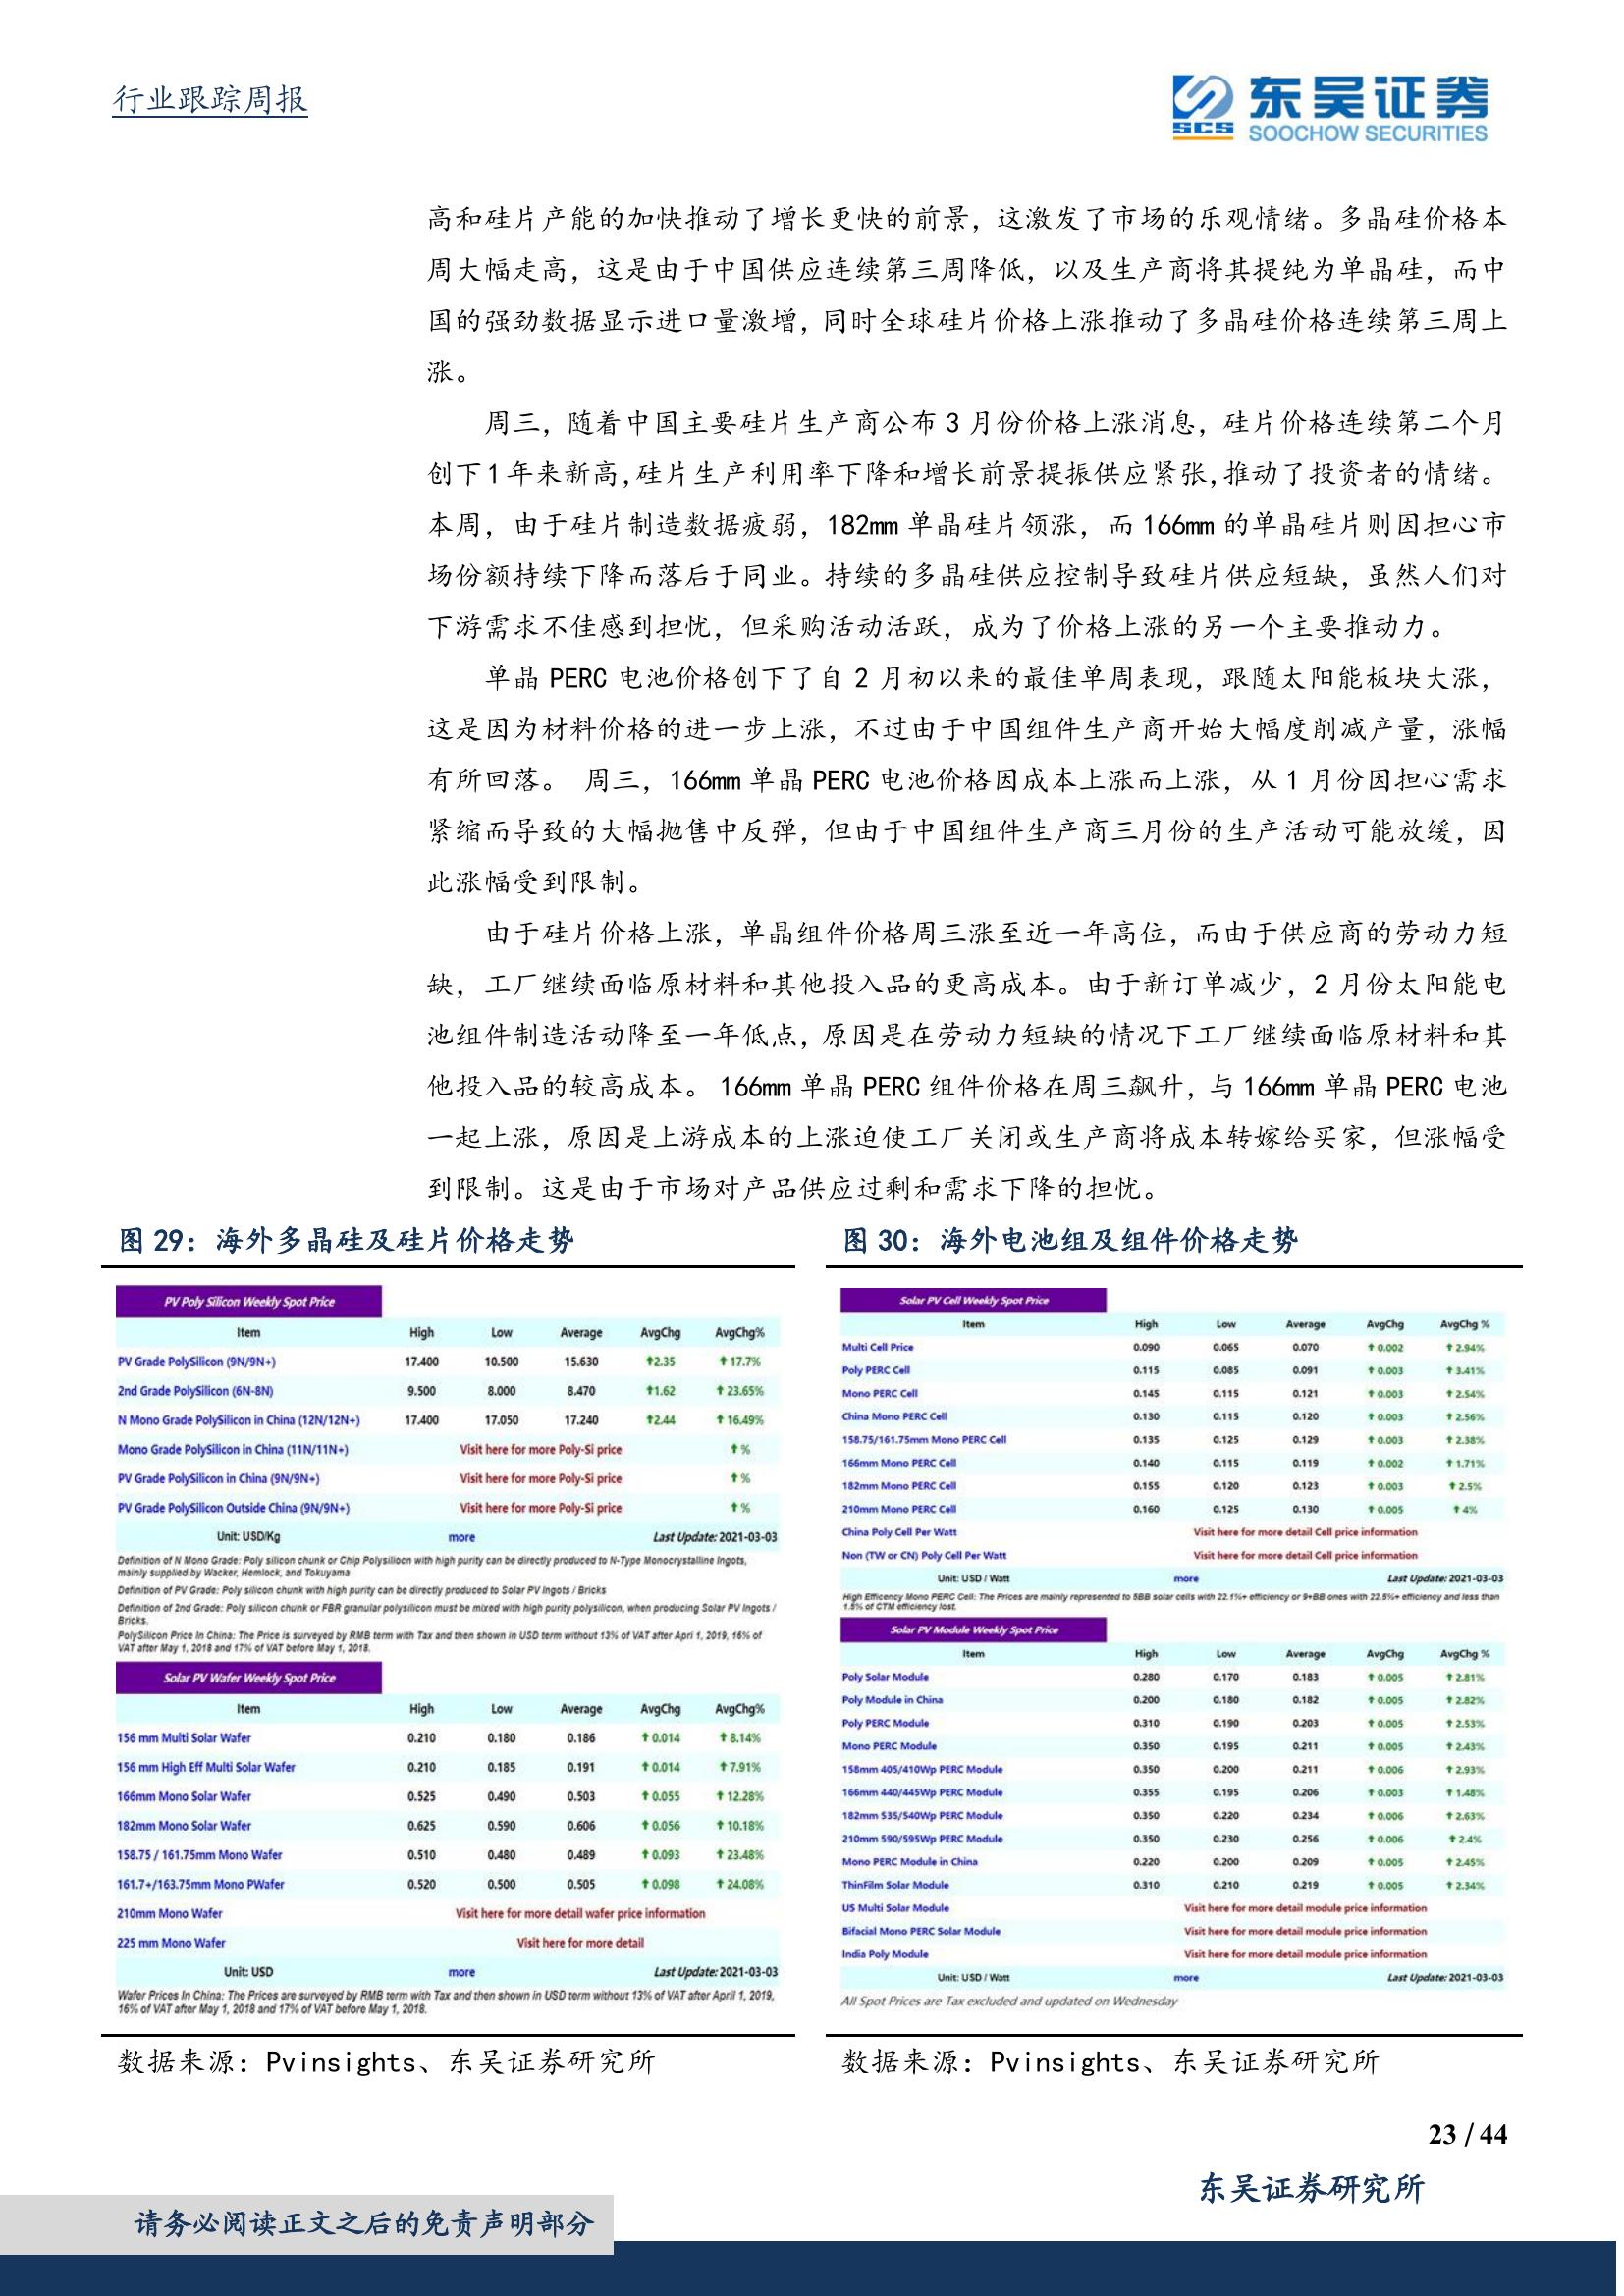 行业跟踪周报
SCS
东吴证券
SOOCHOW SECURITIES
高和硅片产能的加快推动了增长更快的前景，这激发了市场的乐观情绪。多晶硅价格本
周大幅走高，这是由于中国供应连续第三周降低，以及生产商将其提纯为单晶硅，而中
国的强劲数据显示进口量激增，同时全球硅片价格上涨推动了多晶硅价格连续第三周上
涨。
周三，随着中国主要硅片生产商公布 3 月份价格上涨消息，硅片价格连续第二个月
创下 1 年来新高，硅片生产利用率下降和增长前景提振供应紧张，推动了投资者的情绪。
本周，由于硅片制造数据疲弱，182mm 单晶硅片领涨，而 166mm 的单晶硅片则因担心市
场份额持续下降而落后于同业。持续的多晶硅供应控制导致硅片供应短缺，虽然人们对
下游需求不佳感到担忧，但采购活动活跃，成为了价格上涨的另一个主要推动力。
单晶 PERC 电池价格创下了自 2 月初以来的最佳单周表现，跟随太阳能板块大涨，
这是因为材料价格的进一步上涨，不过由于中国组件生产商开始大幅度削减产量，涨幅
有所回落。 周三，166mm 单晶 PERC 电池价格因成本上涨而上涨，从 1 月份因担心需求
紧缩而导致的大幅抛售中反弹，但由于中国组件生产商三月份的生产活动可能放缓，因
此涨幅受到限制。
由于硅片价格上涨，单晶组件价格周三涨至近一年高位，而由于供应商的劳动力短
缺，工厂继续面临原材料和其他投入品的更高成本。由于新订单减少，2 月份太阳能电
池组件制造活动降至一年低点，原因是在劳动力短缺的情况下工厂继续面临原材料和其
他投入品的较高成本。 166mm 单晶 PERC 组件价格在周三飙升，与 166mm 单晶 PERC 电池
一起上涨，原因是上游成本的上涨迫使工厂关闭或生产商将成本转嫁给买家，但涨幅受
到限制。这是由于市场对产品供应过剩和需求下降的担忧。
图 29：海外多晶硅及硅片价格走势
PV Poly Silicon Weekly Spot Price
Item High Low Average AvgChg AvgChg%
PV Grade PolySilicon (9N/9N+) 17.400 10.500 15.630 ↑2.35 ↑17.7%
2nd Grade PolySilicon (6N-8N) 9.500 8.000 8.470 ↑1.62 ↑23.65%
N Mono Grade PolySilicon in China (12N/12N+) 17.400 17.050 17.240 ↑2.44 ↑16.49%
Mono Grade PolySilicon in China (11N/11N+) Visit here for more Poly-Si price ↑%
PV Grade PolySilicon in China (9N/9N+) Visit here for more Poly-Si price ↑%
PV Grade PolySilicon Outside China (9N/9N+) Visit here for more Poly-Si price ↑%
Unit: USD/Kg more Last Update: 2021-03-03
Definition of N Mono Grade: Poly silicon chunk or Chip Polysiliocn with high purity can be directly produced to N-Type Monocrystalline Ingots,
mainly supplied by Wacker, Hemlock, and Tokuyama
Definition of PV Grade: Poly silicon chunk with high purity can be directly produced to Solar PV Ingots / Bricks
Definition of 2nd Grade: Poly silicon chunk or FBR granular polysilicon must be mixed with high purity polysilicon, when producing Solar PV Ingots /
Bricks.
PolySilicon Price In China: The Price is surveyed by RMB term with Tax and then shown in USD term without 13% of VAT after Apri 1, 2019, 16% of
VAT after May 1, 2018 and 17% of VAT before May 1, 2018.
Solar PV Wafer Weekly Spot Price
Item High Low Average AvgChg AvgChg%
156 mm Multi Solar Wafer 0.210 0.180 0.186 ↑0.014 ↑8.14%
156 mm High Eff Multi Solar Wafer 0.210 0.185 0.191 ↑0.014 ↑7.91%
166mm Mono Solar Wafer 0.525 0.490 0.503 ↑0.055 ↑12.28%
182mm Mono Solar Wafer 0.625 0.590 0.606 ↑0.056 ↑10.18%
158.75 / 161.75mm Mono Wafer 0.510 0.480 0.489 ↑0.093 ↑23.48%
161.7+/163.75mm Mono PWafer 0.520 0.500 0.505 ↑0.098 ↑24.08%
210mm Mono Wafer Visit here for more detail wafer price information
225 mm Mono Wafer Visit here for more detail
Unit: USD more Last Update: 2021-03-03
Wafer Prices In China: The Prices are surveyed by RMB term with Tax and then shown in USD term without 13% of VAT after April 1, 2019,
16% of VAT after May 1, 2018 and 17% of VAT before May 1, 2018.
数据来源：Pvinsights、东吴证券研究所
图 30：海外电池组及组件价格走势
Solar PV Cell Weekly Spot Price
Item High Low Average AvgChg AvgChg %
Multi Cell Price 0.090 0.065 0.070 ↑0.002 ↑2.94%
Poly PERC Cell 0.115 0.085 0.091 ↑0.003 ↑3.41%
Mono PERC Cell 0.145 0.115 0.121 ↑0.003 ↑2.54%
China Mono PERC Cell 0.130 0.115 0.120 ↑0.003 ↑2.56%
158.75/161.75mm Mono PERC Cell 0.135 0.125 0.129 ↑0.003 ↑2.38%
166mm Mono PERC Cell 0.140 0.115 0.119 ↑0.002 ↑1.71%
182mm Mono PERC Cell 0.155 0.120 0.123 ↑0.003 ↑2.5%
210mm Mono PERC Cell 0.160 0.125 0.130 ↑0.005 ↑4%
China Poly Cell Per Watt Visit here for more detail Cell price information
Non (TW or CN) Poly Cell Per Watt Visit here for more detail Cell price information
Unit: USD / Watt more Last Update: 2021-03-03
High Efficency Mono PERC Cell: The Prices are mainly represented to 5BB solar cells with 22.1%+ efficiency or 9+BB ones with 22.5%+ efficiency and less than
1.5% of CTM efficiency lost.
Solar PV Module Weekly Spot Price
Item High Low Average AvgChg AvgChg %
Poly Solar Module 0.280 0.170 0.183 ↑0.005 ↑2.81%
Poly Module in China 0.200 0.180 0.182 ↑0.005 ↑2.82%
Poly PERC Module 0.310 0.190 0.203 ↑0.005 ↑2.53%
Mono PERC Module 0.350 0.195 0.211 ↑0.005 ↑2.43%
158mm 405/410Wp PERC Module 0.350 0.200 0.211 ↑0.006 ↑2.93%
166mm 440/445Wp PERC Module 0.355 0.195 0.206 ↑0.003 ↑1.48%
182mm 535/540Wp PERC Module 0.350 0.220 0.234 ↑0.006 ↑2.63%
210mm 590/595Wp PERC Module 0.350 0.230 0.256 ↑0.006 ↑2.4%
Mono PERC Module in China 0.220 0.200 0.209 ↑0.005 ↑2.45%
ThinFilm Solar Module 0.310 0.210 0.219 ↑0.005 ↑2.34%
US Multi Solar Module Visit here for more detail module price information
Bifacial Mono PERC Solar Module Visit here for more detail module price information
India Poly Module Visit here for more detail module price information
Unit: USD / Watt more Last Update: 2021-03-03
All Spot Prices are Tax excluded and updated on Wednesday
数据来源：Pvinsights、东吴证券研究所
23 / 44
东吴证券研究所
请务必阅读正文之后的免责声明部分